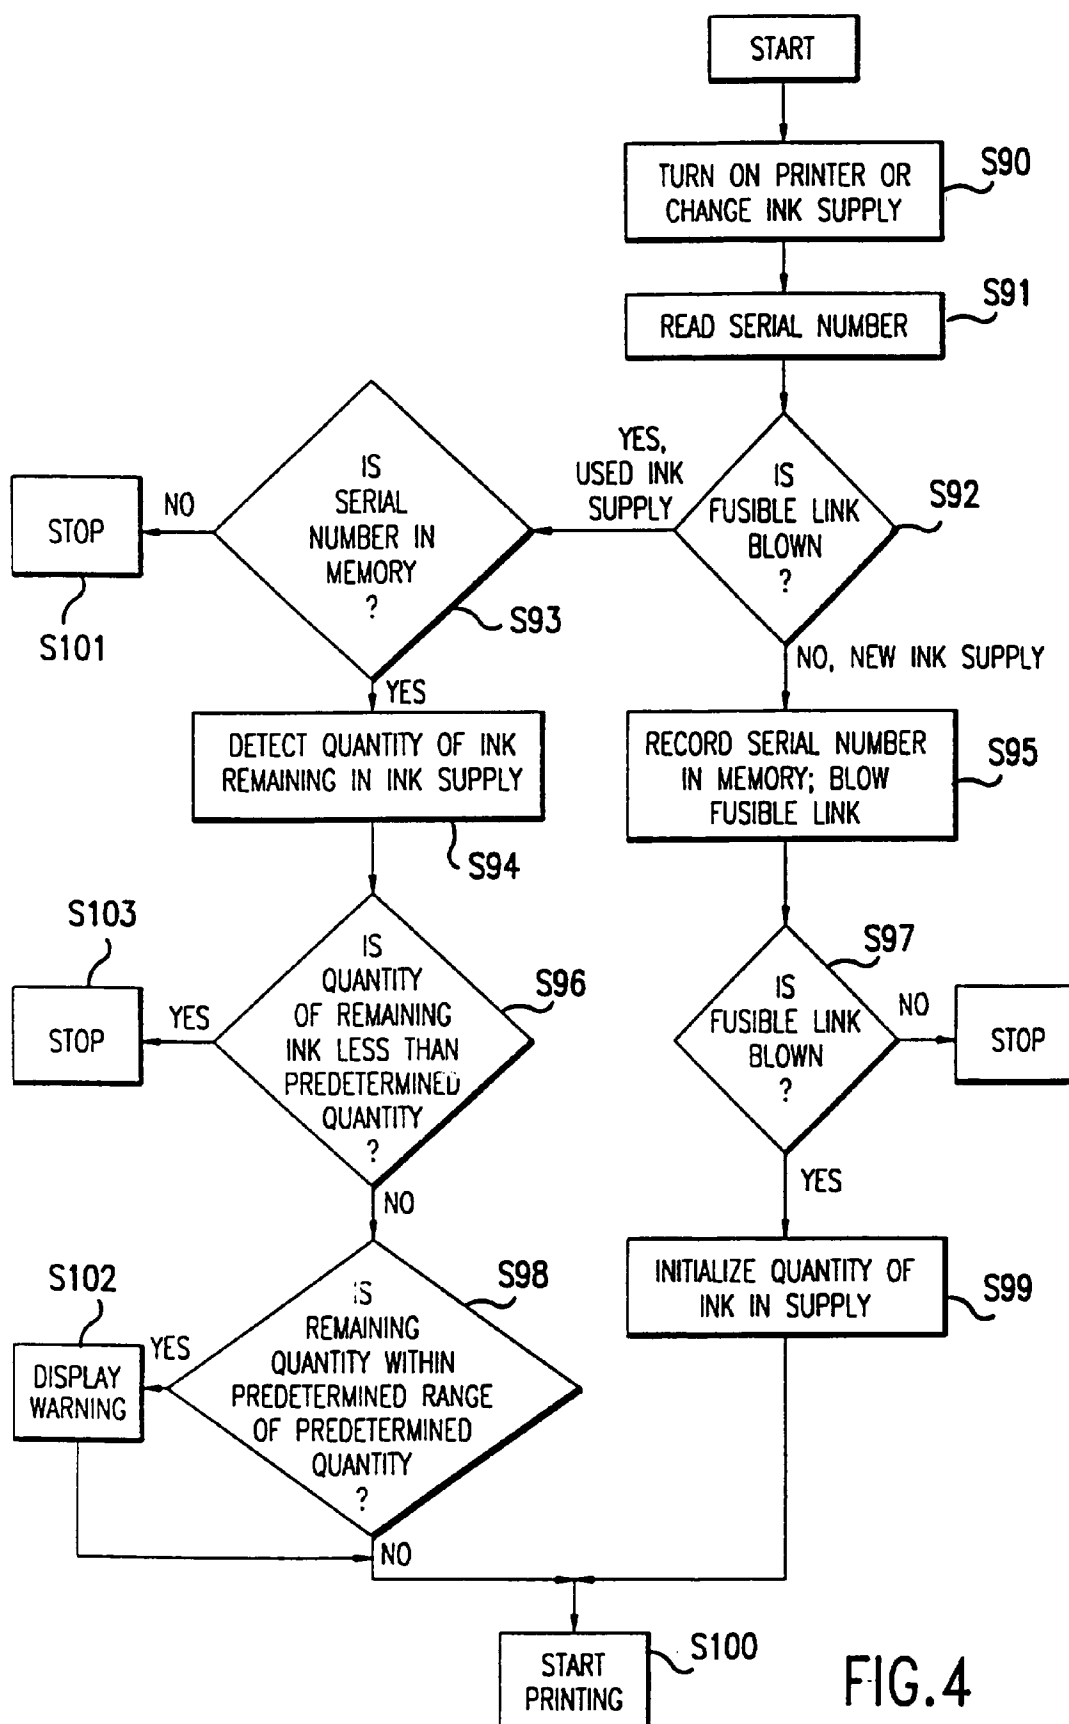 START
TURN ON PRINTER OR
CHANGE INK SUPPLY
S90
READ SERIAL NUMBER
S91
IS
FUSIBLE LINK
BLOWN
?
S92
YES,
USED INK
SUPPLY
NO, NEW INK SUPPLY
IS
SERIAL
NUMBER IN
MEMORY
?
S93
NO
STOP
S101
YES
DETECT QUANTITY OF INK
REMAINING IN INK SUPPLY
S94
RECORD SERIAL NUMBER
IN MEMORY; BLOW
FUSIBLE LINK
S95
IS
QUANTITY
OF REMAINING
INK LESS THAN
PREDETERMINED
QUANTITY
?
S96
YES
STOP
S103
NO
IS
FUSIBLE LINK
BLOWN
?
S97
NO
STOP
YES
IS
REMAINING
QUANTITY WITHIN
PREDETERMINED RANGE
OF PREDETERMINED
QUANTITY
?
S98
YES
DISPLAY
WARNING
S102
NO
INITIALIZE QUANTITY OF
INK IN SUPPLY
S99
START
PRINTING
S100
FIG.4